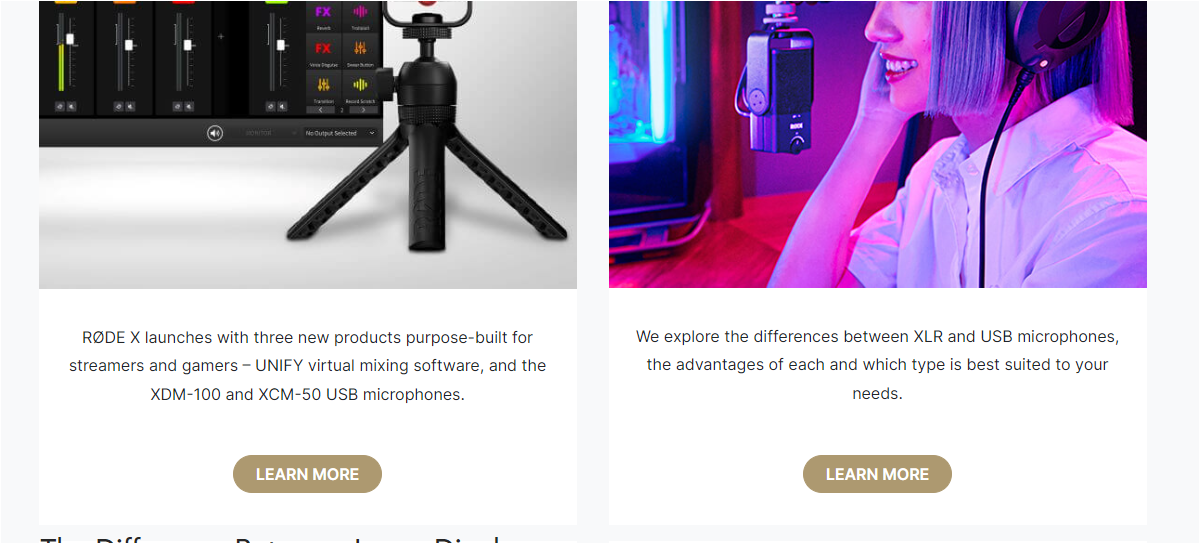 FX
Reverb
Trickster
FX
Voice Disguise
Swear Button
Transition
Record Scratch
2
MONITOR
No Output Selected
RØDE
RØDE X launches with three new products purpose-built for
streamers and gamers – UNIFY virtual mixing software, and the
XDM-100 and XCM-50 USB microphones.
LEARN MORE
We explore the differences between XLR and USB microphones,
the advantages of each and which type is best suited to your
needs.
LEARN MORE